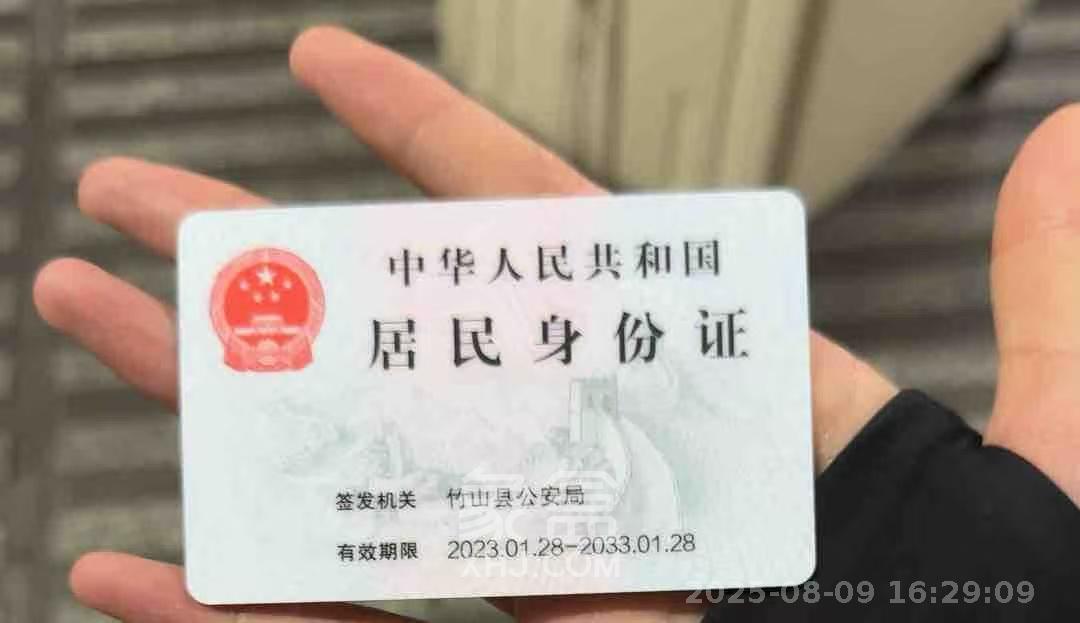 中华人民共和国
居民身份证
签发机关 竹山县公安局
有效期限 2023.01.28-2033.01.28
XHJ.COM
2025-08-09 16:29:09